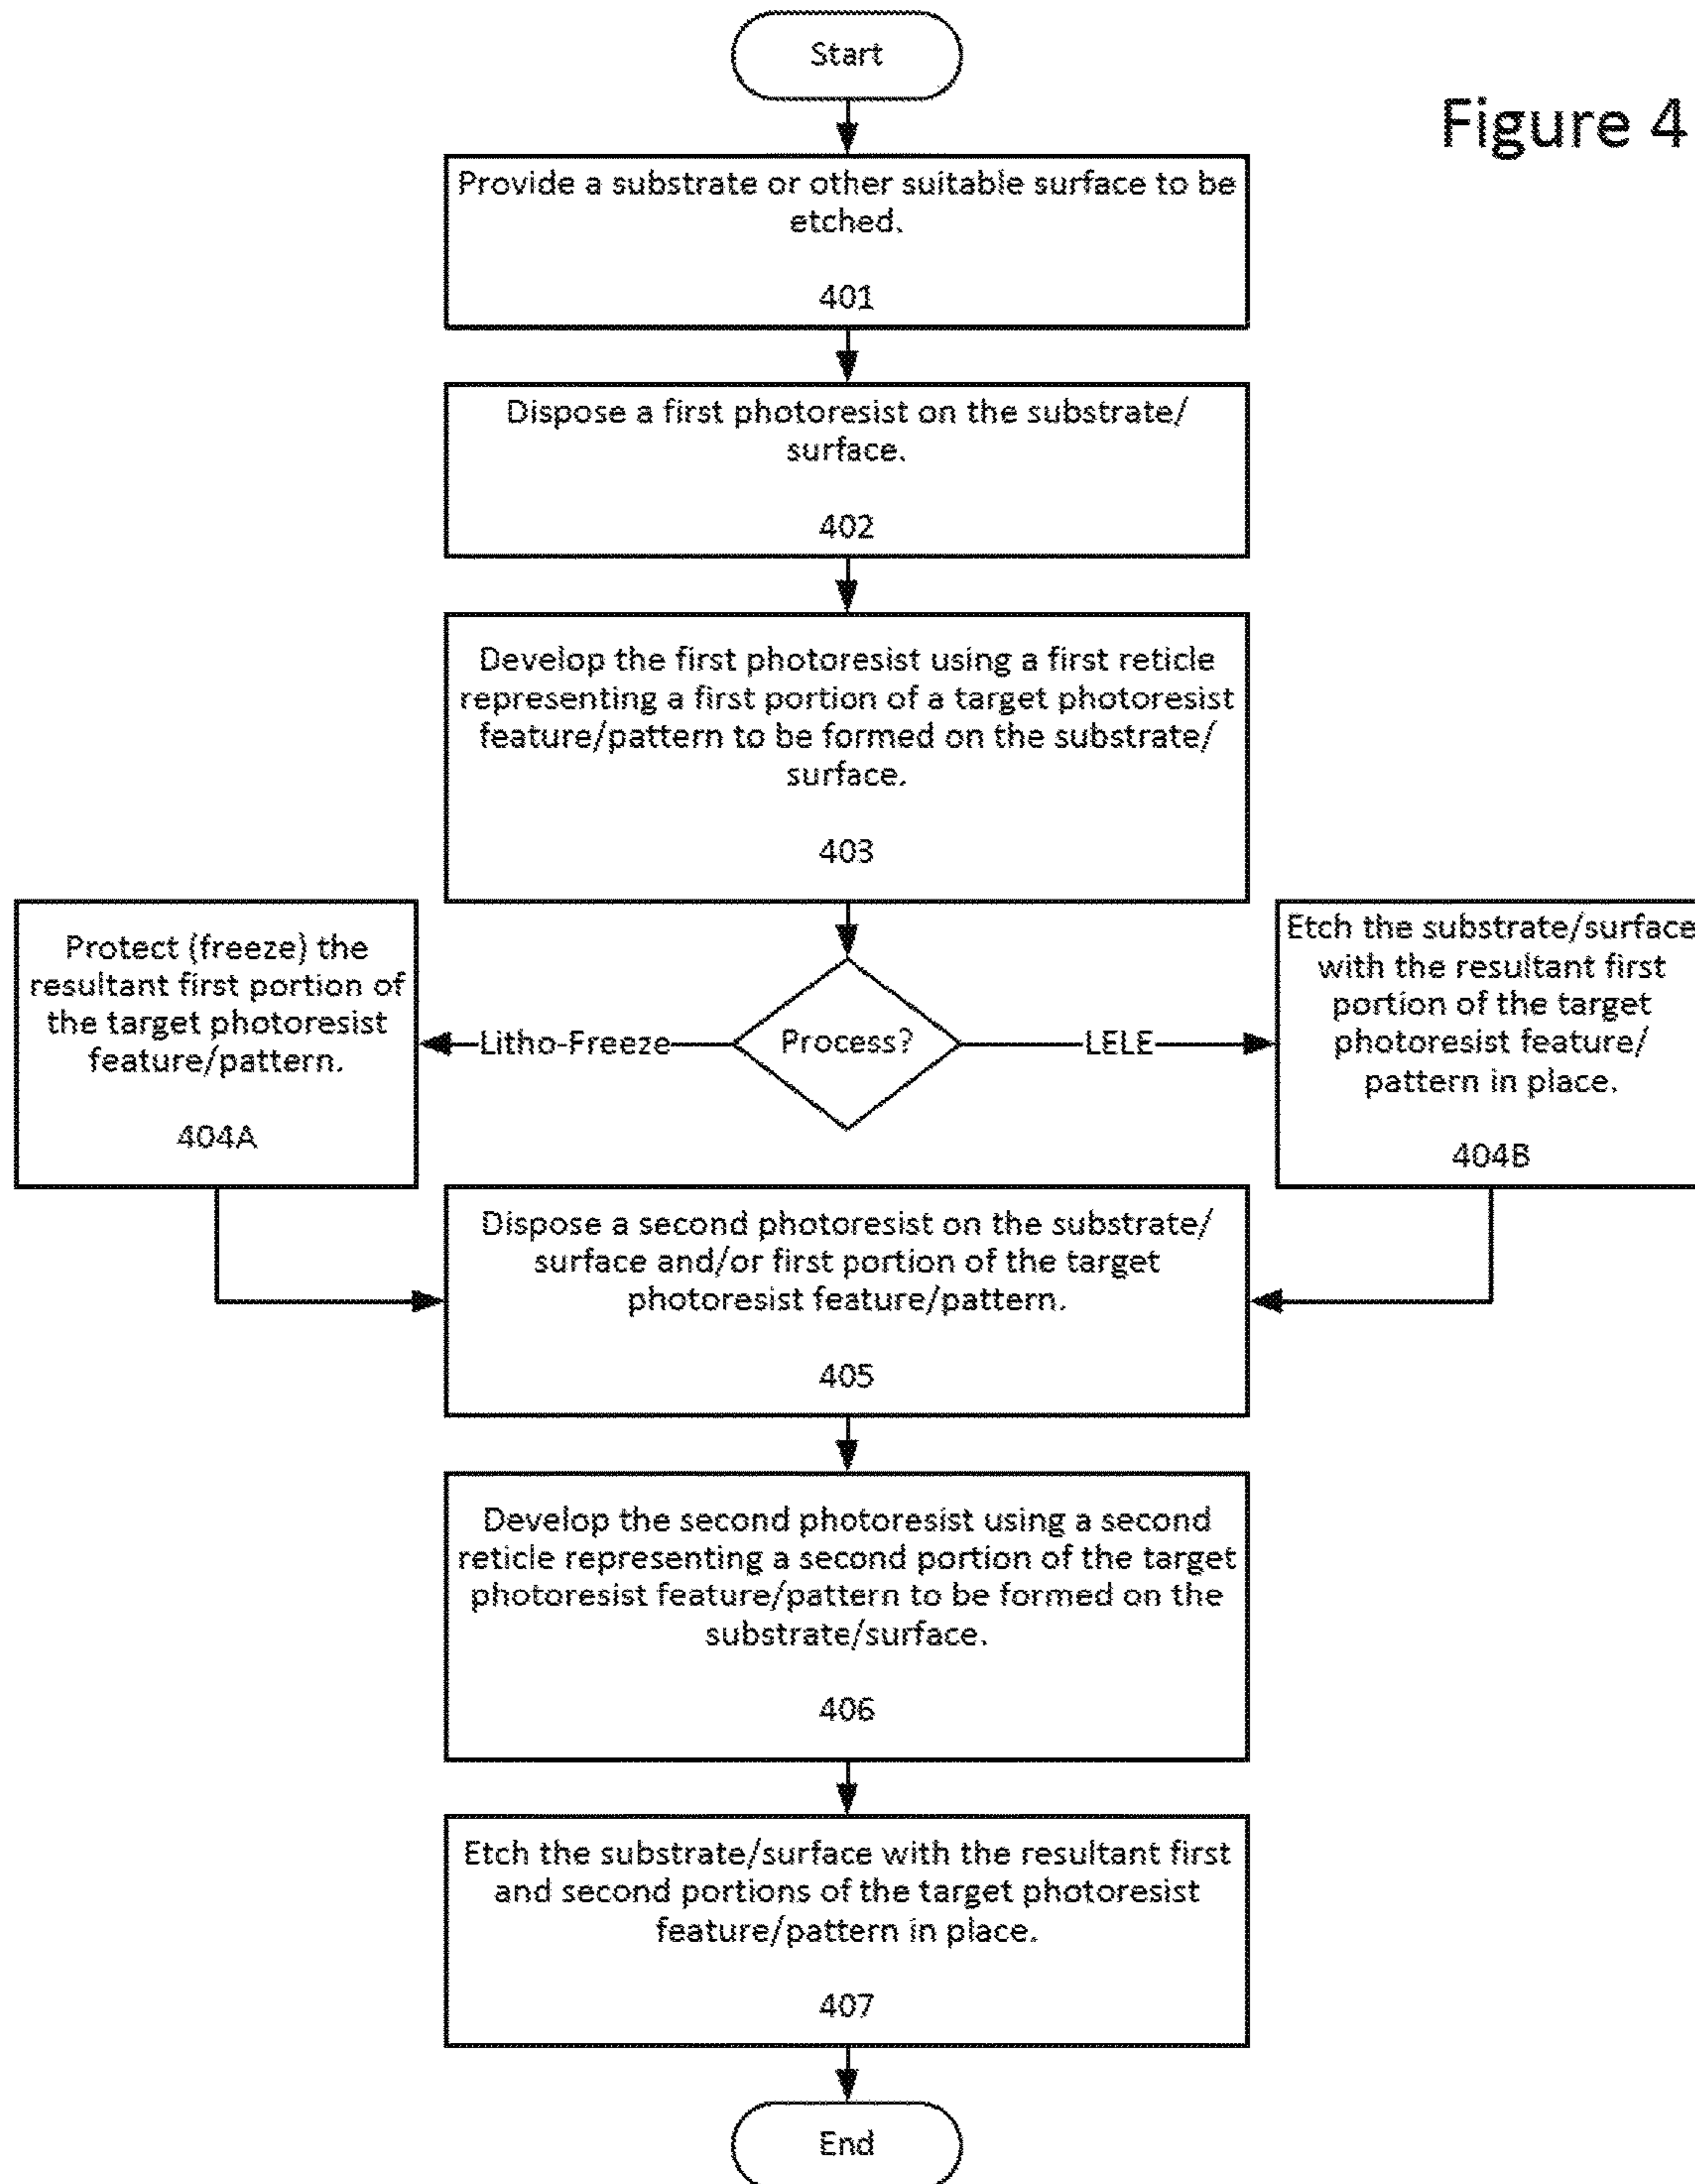 Start
Figure 4
Provide a substrate or other suitable surface to be
etched.
401
Dispose a first photoresist on the substrate/
surface.
402
Develop the first photoresist using a first reticle
representing a first portion of a target photoresist
feature/pattern to be formed on the substrate/
surface.
403
Protect (freeze) the
resultant first portion of
the target photoresist
feature/pattern.
404A
Litho-Freeze
Process?
LELE
Etch the substrate/surface
with the resultant first
portion of the target
photoresist feature/
pattern in place.
404B
Dispose a second photoresist on the substrate/
surface and/or first portion of the target
photoresist feature/pattern.
405
Develop the second photoresist using a second
reticle representing a second portion of the target
photoresist feature/pattern to be formed on the
substrate/surface.
406
Etch the substrate/surface with the resultant first
and second portions of the target photoresist
feature/pattern in place.
407
End